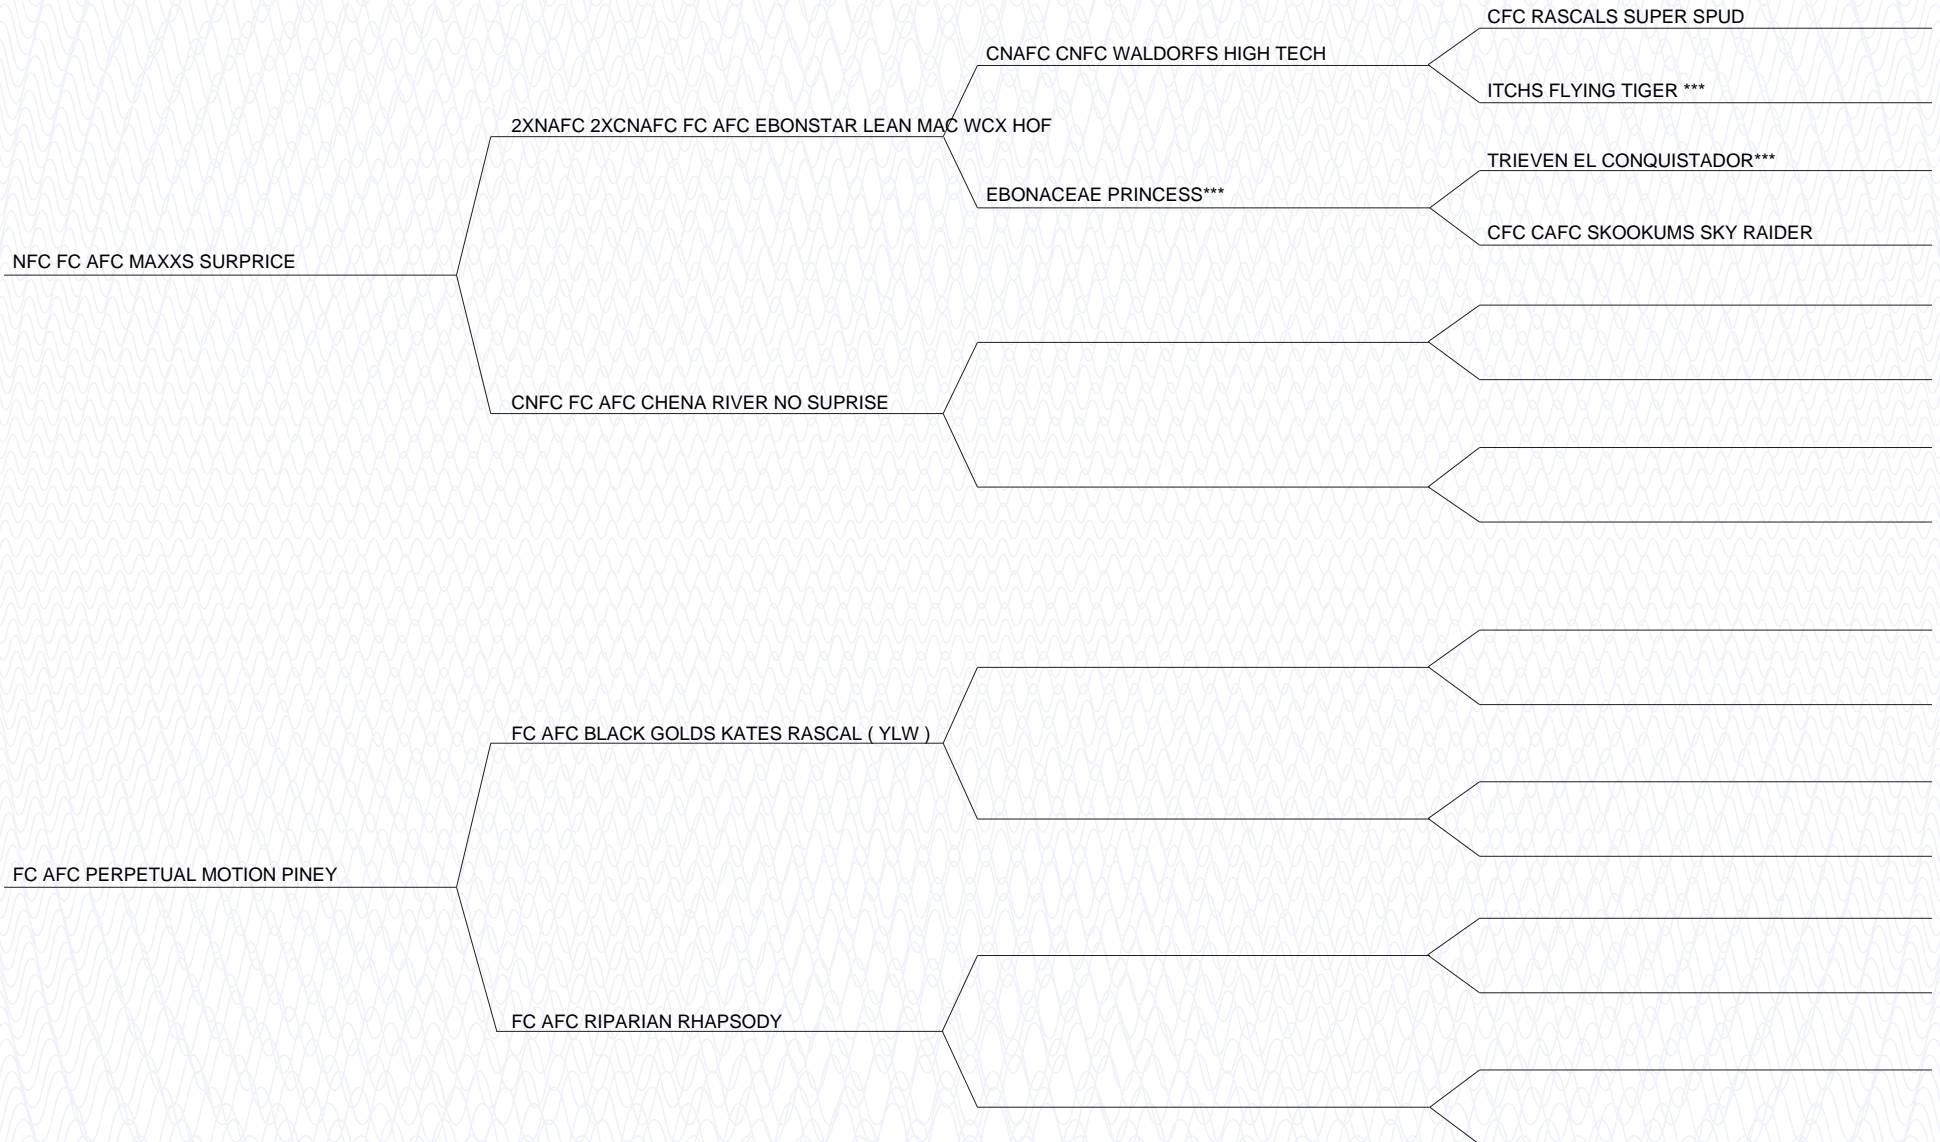 CFC RASCALS SUPER SPUD
CNAFC CNFC WALDORFS HIGH TECH
ITCHS FLYING TIGER ***
2XNAFC 2XCNAFC FC AFC EBONSTAR LEAN MAC WCX HOF
TRIEVEN EL CONQUISTADOR***
EBONACEAE PRINCESS***
CFC CAFC SKOOKUMS SKY RAIDER
NFC FC AFC MAXXS SURPRICE
CNFC FC AFC CHENA RIVER NO SUPRISE
FC AFC BLACK GOLDS KATES RASCAL ( YLW )
FC AFC PERPETUAL MOTION PINEY
FC AFC RIPARIAN RHAPSODY